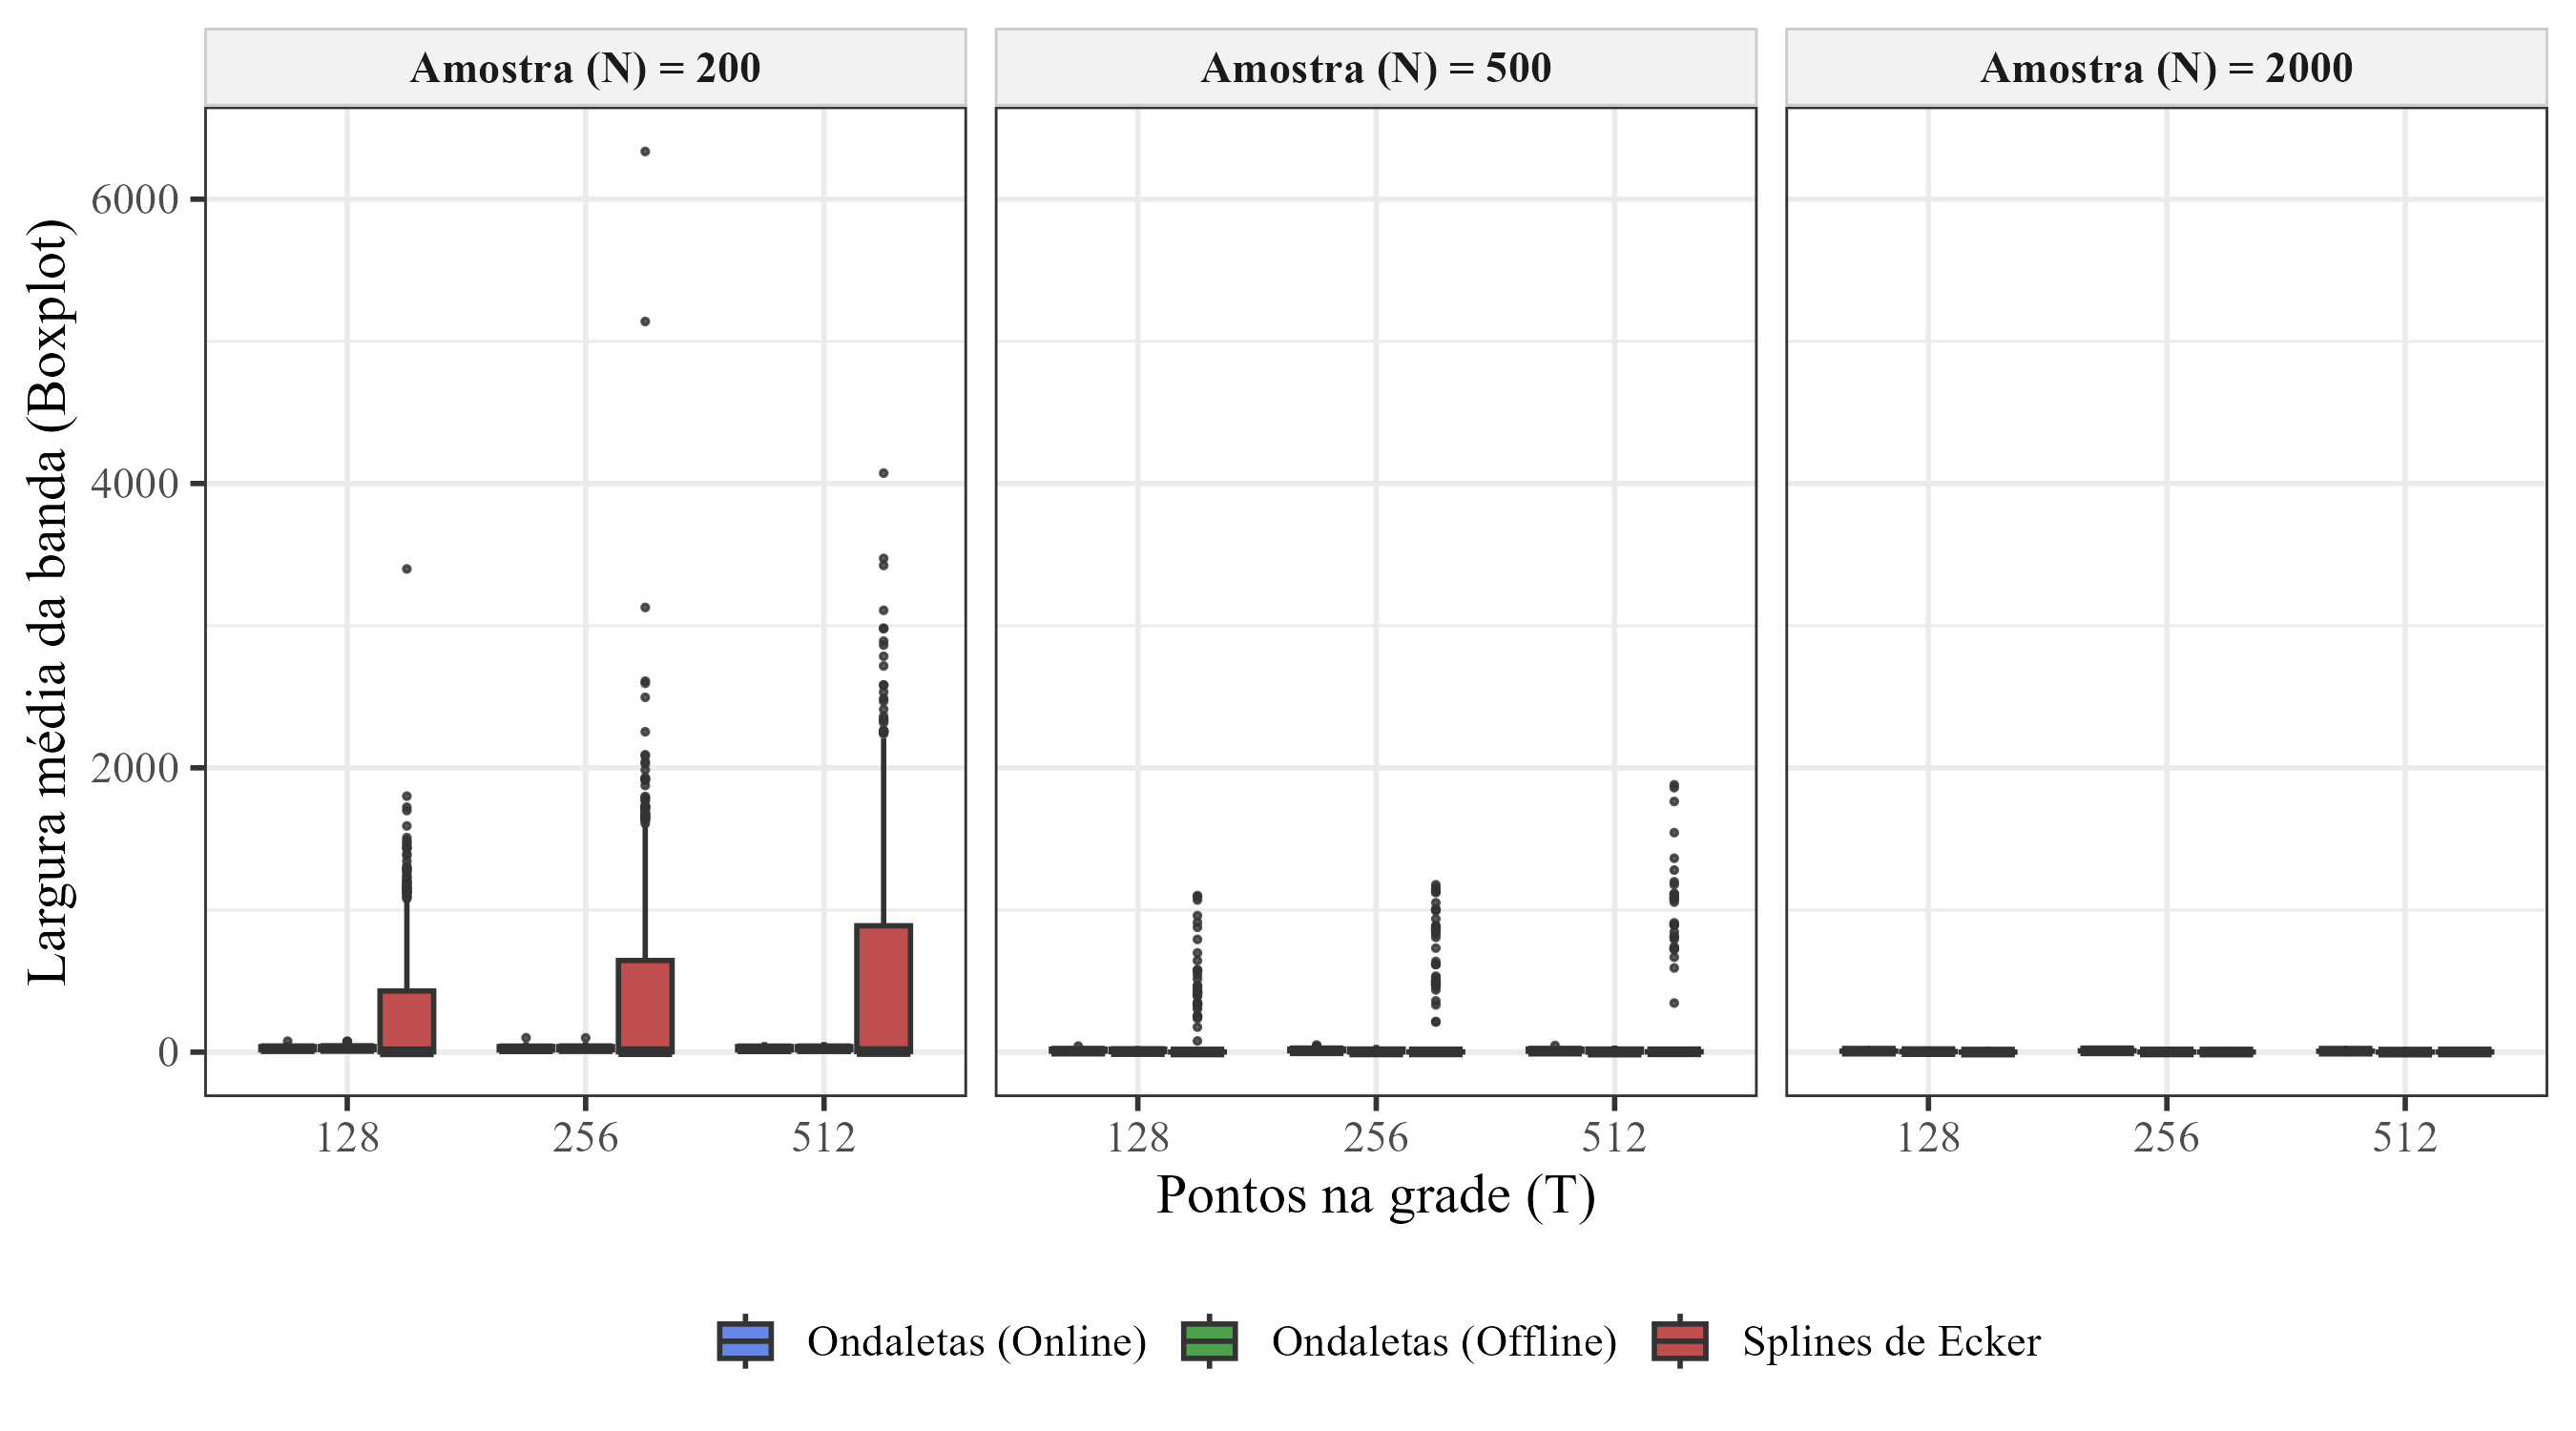 Amostra (N) = 200
Amostra (N) = 500
Amostra (N) = 2000
Largura média da banda (Boxplot)
6000
4000
2000
0
128 256 512
128 256 512
128 256 512
Pontos na grade (T)
Ondaletas (Online)
Ondaletas (Offline)
Splines de Ecker